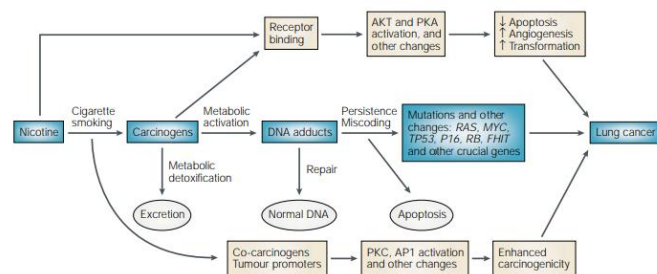 Receptor
binding
AKT and PKA
activation, and
other changes
↓ Apoptosis
↑ Angiogenesis
↑ Transformation
Nicotine
Cigarette
smoking
Carcinogens
Metabolic
activation
DNA adducts
Persistence
Miscoding
Mutations and other
changes: RAS, MYC,
TP53, P16, RB, FHIT
and other crucial genes
Lung cancer
Metabolic
detoxification
Repair
Excretion
Normal DNA
Apoptosis
Co-carcinogens
Tumour promoters
PKC, AP1 activation
and other changes
Enhanced
carcinogenicity